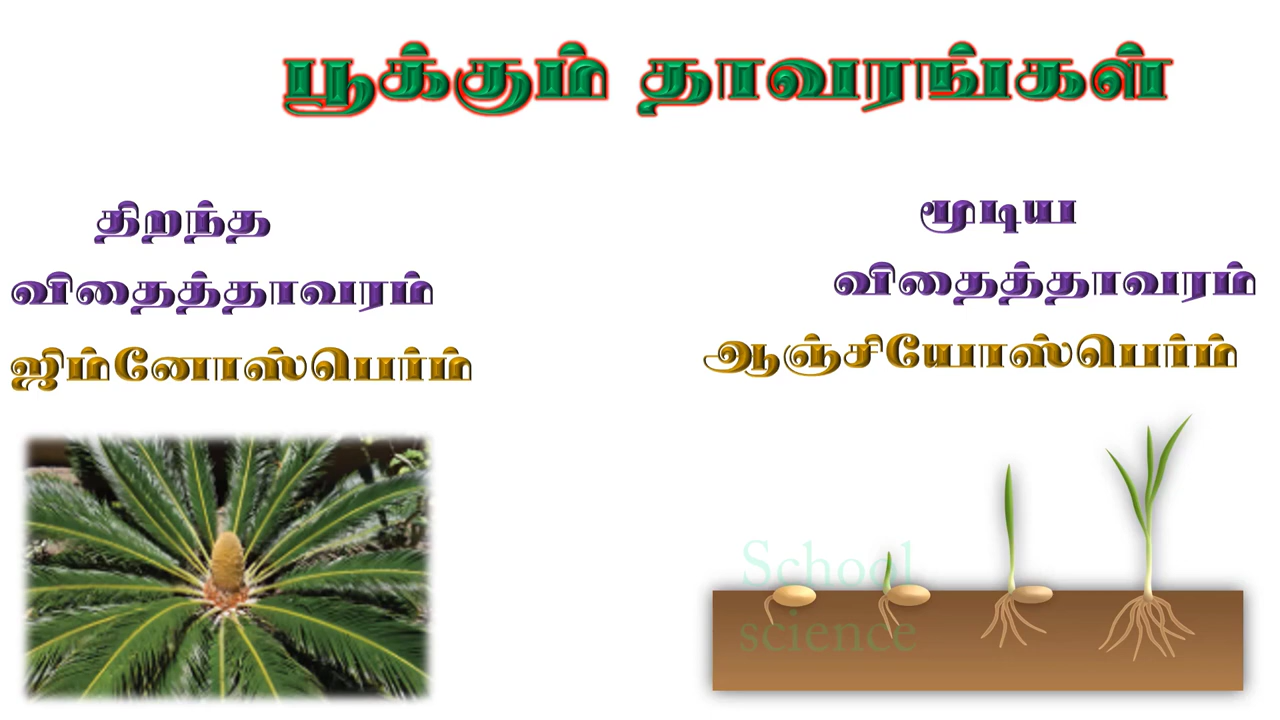 பூக்கும் தாவரங்கள்
திறந்த
விதைத்தாவரம்
ஜிம்னோஸ்பெர்ம்
மூடிய
விதைத்தாவரம்
ஆஞ்சியோஸ்பெர்ம்
School
science